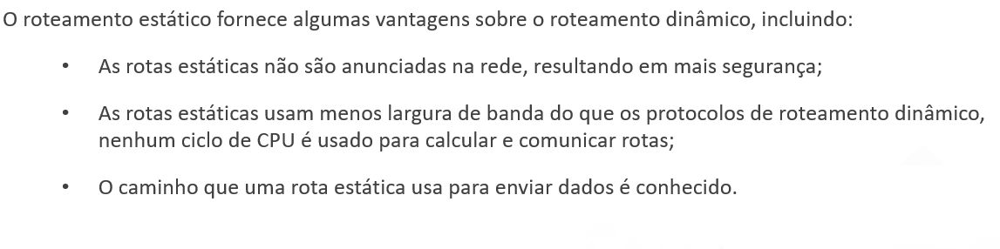 O roteamento estático fornece algumas vantagens sobre o roteamento dinâmico, incluindo:
• As rotas estáticas não são anunciadas na rede, resultando em mais segurança;
• As rotas estáticas usam menos largura de banda do que os protocolos de roteamento dinâmico,
nenhum ciclo de CPU é usado para calcular e comunicar rotas;
• O caminho que uma rota estática usa para enviar dados é conhecido.